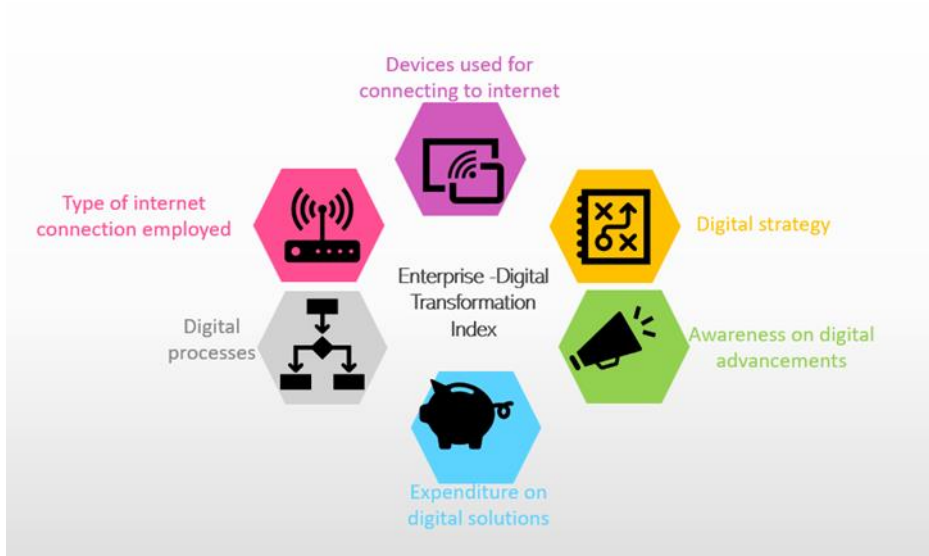 Devices used for
connecting to internet
Type of internet
connection employed
Digital strategy
Enterprise -Digital
Transformation
Index
Digital
processes
Awareness on digital
advancements
Expenditure on
digital solutions